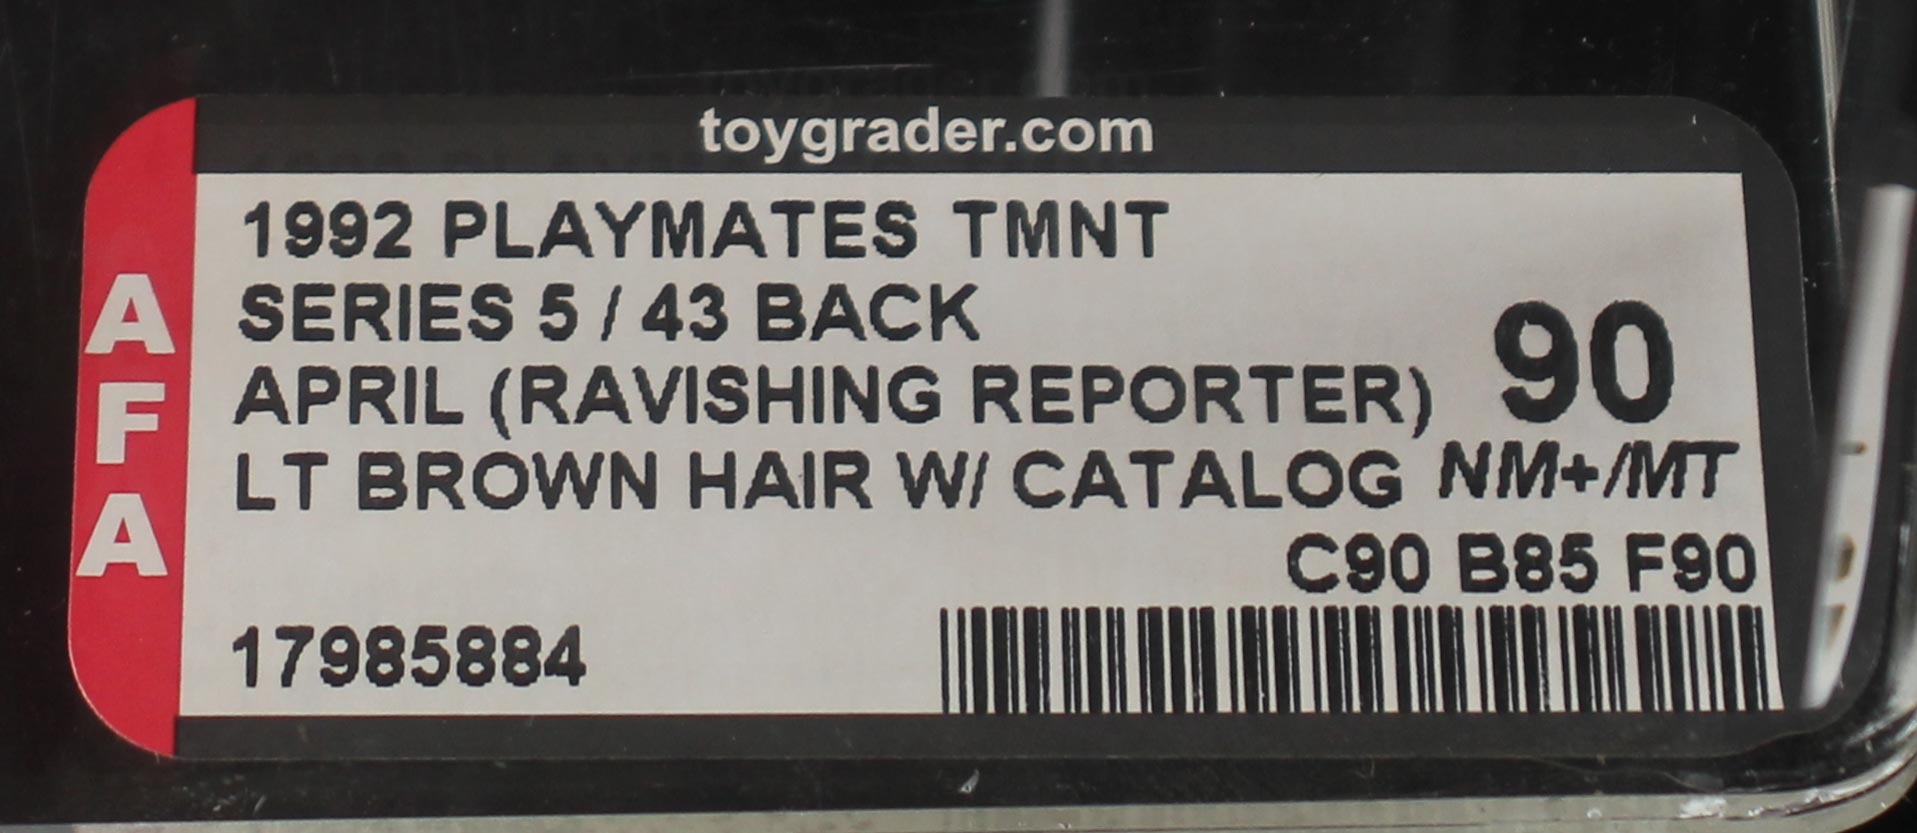 toygrader.com
AFA
1992 PLAYMATES TMNT
SERIES 5 / 43 BACK
APRIL (RAVISHING REPORTER) 90
LT BROWN HAIR W/ CATALOG NM+/MT
C90 B85 F90
17985884